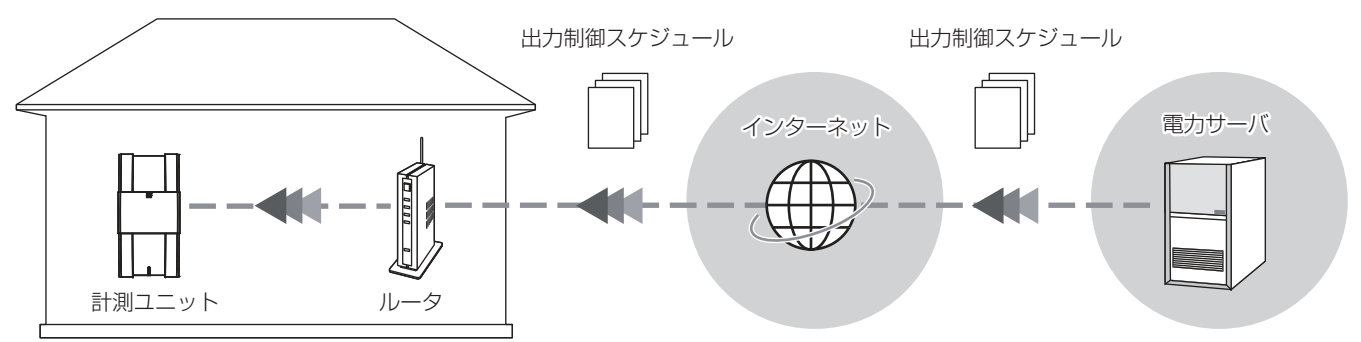 出力制御スケジュール
出力制御スケジュール
インターネット
電力サーバ
計測ユニット
ルータ